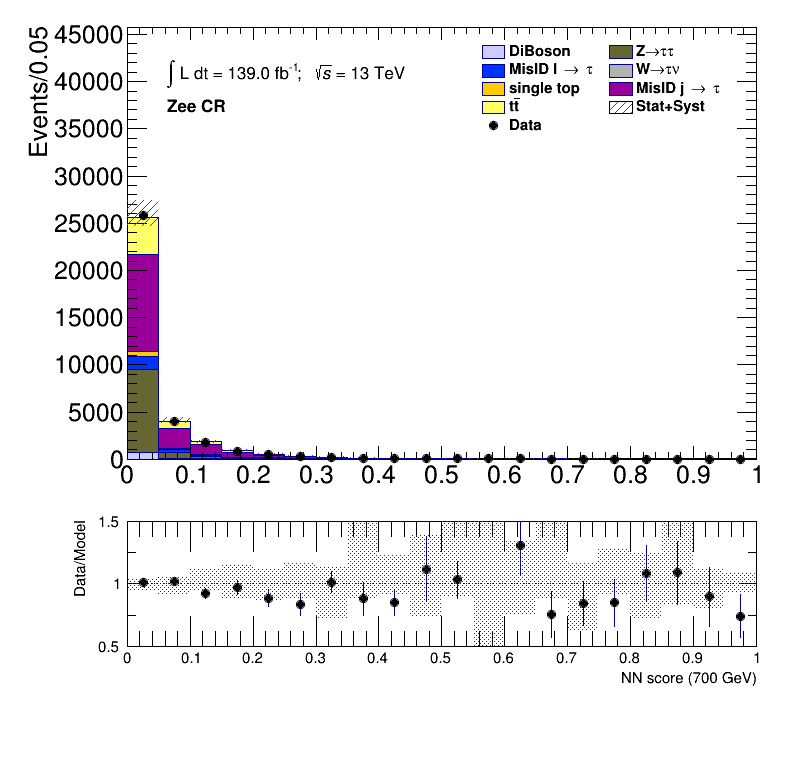 45000
40000
35000
30000
25000
20000
15000
10000
5000
0
Events/0.05
∫ L dt = 139.0 fb⁻¹; √s = 13 TeV
Zee CR
DiBoson
MisID l → τ
single top
tt̄
Data
Z→ττ
W→τν
MisID j → τ
Stat+Syst
0 0.1 0.2 0.3 0.4 0.5 0.6 0.7 0.8 0.9 1
Data/Model
1.5
1
0.5
0 0.1 0.2 0.3 0.4 0.5 0.6 0.7 0.8 0.9 1
NN score (700 GeV)